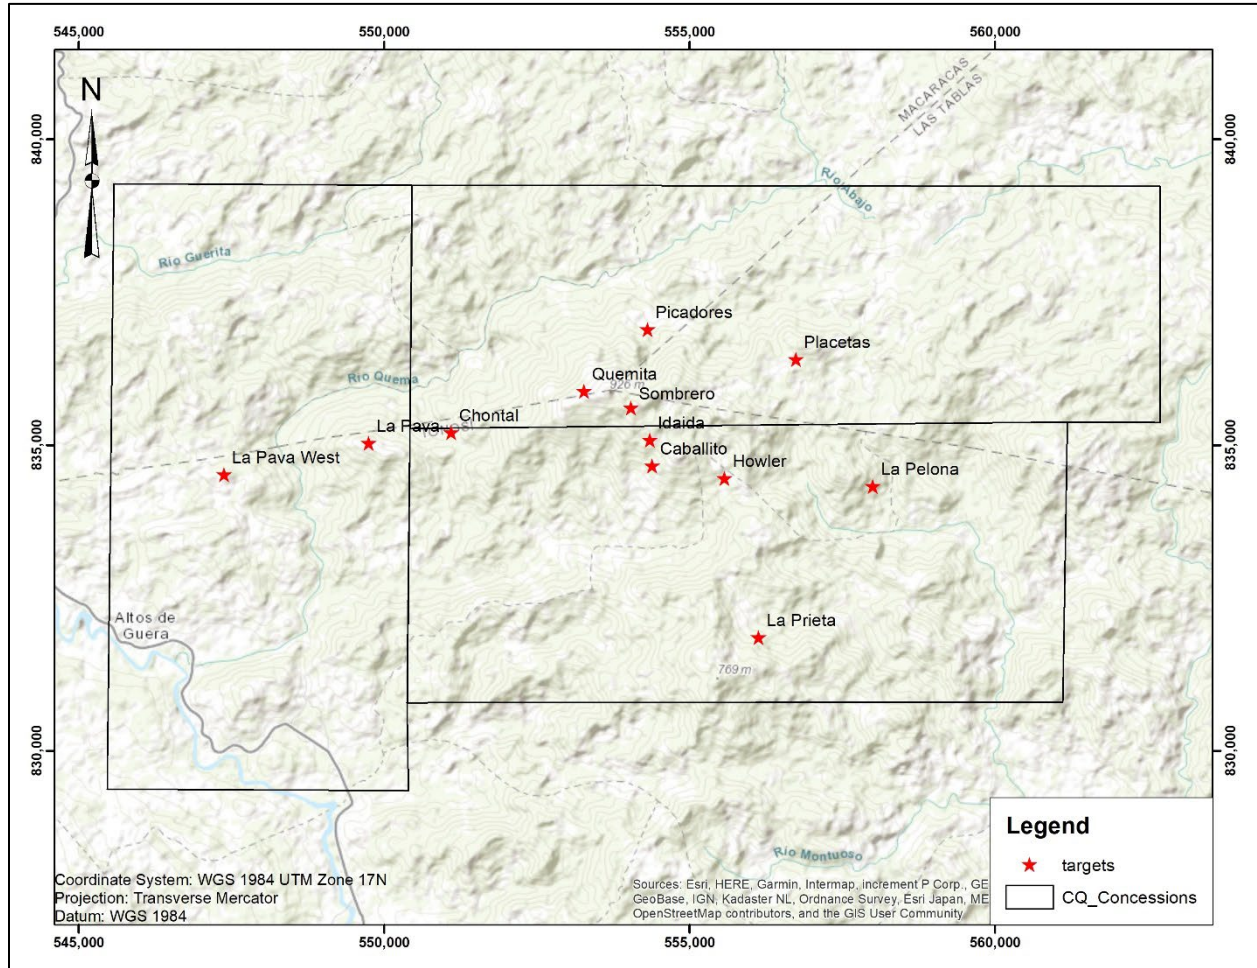 545,000
550,000
555,000
560,000
N
MACARACAS
LAS TABLAS
840,000
840,000
Río Abajo
Río Guerita
Picadores
Placetas
Río Quema
Quemita
926 m
Sombrero
Chontal
La Pava
Idaida
835,000
835,000
Caballito
La Pava West
Howler
La Pelona
Altos de
Guera
La Prieta
769 m
830,000
830,000
Legend
targets
CQ_Concessions
Río Montuoso
Coordinate System: WGS 1984 UTM Zone 17N
Projection: Transverse Mercator
Datum: WGS 1984
Sources: Esri, HERE, Garmin, Intermap, increment P Corp., GE
GeoBase, IGN, Kadaster NL, Ordnance Survey, Esri Japan, ME
OpenStreetMap contributors, and the GIS User Community
545,000
550,000
555,000
560,000